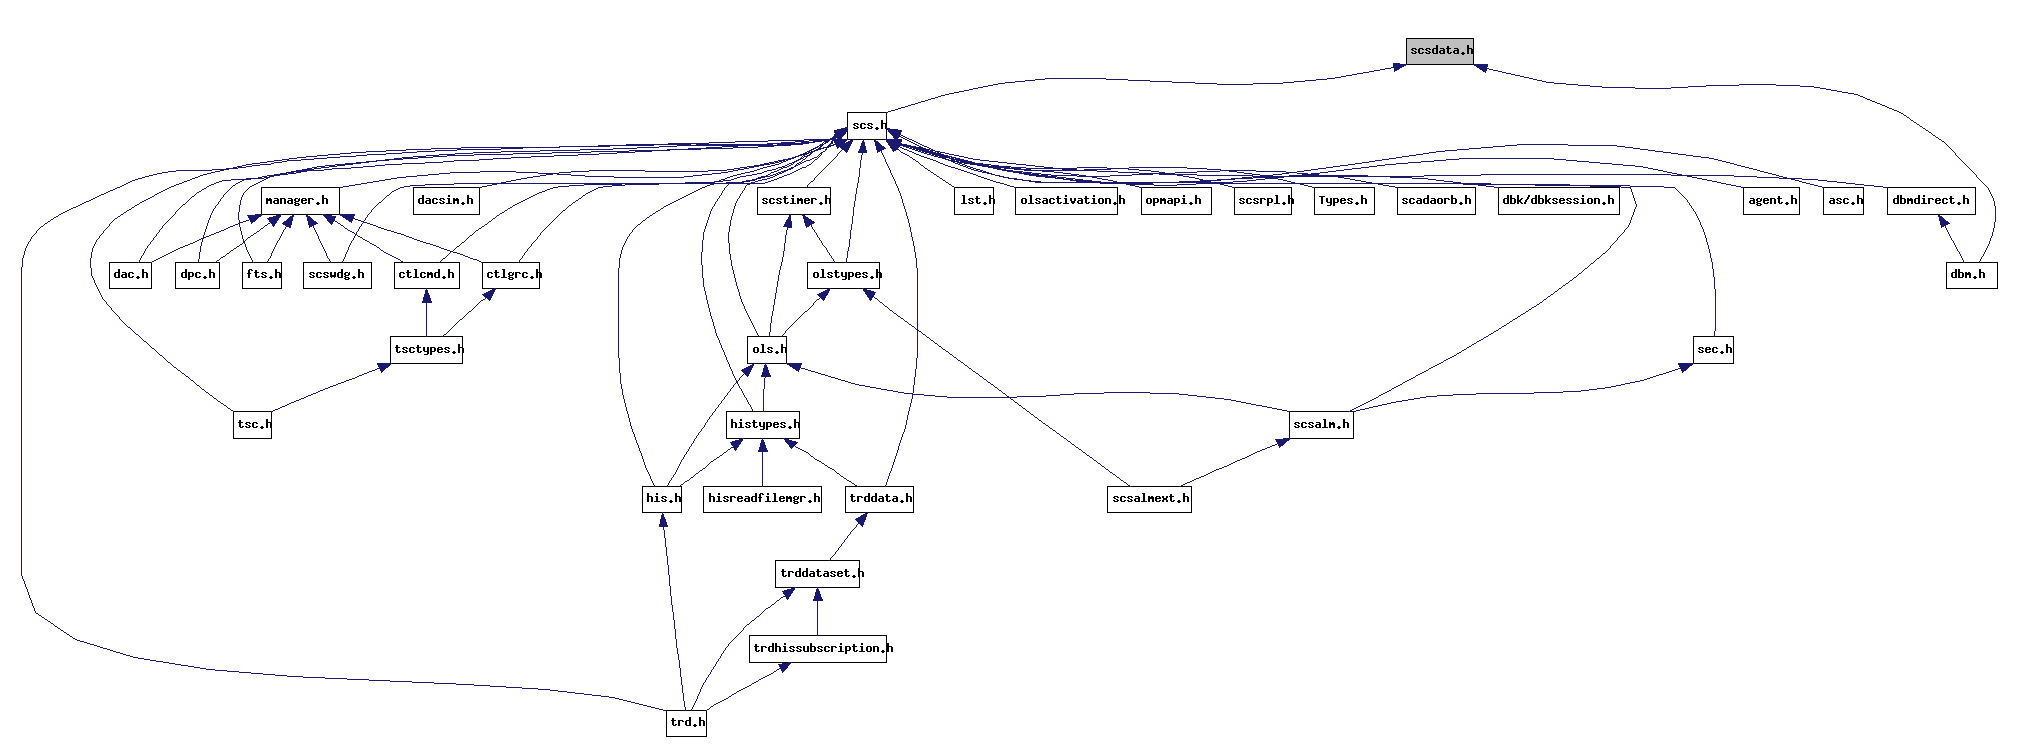 scsdata.h
scs.h
manager.h
dacsim.h
scstimer.h
lst.h
olsactivation.h
opmapi.h
scsrpl.h
Types.h
scadaorb.h
dbk/dbksession.h
agent.h
asc.h
dbmdirect.h
dac.h
dpc.h
fts.h
scswdg.h
ctlcmd.h
ctlgrc.h
olstypes.h
dbm.h
tsctypes.h
ols.h
sec.h
tsc.h
histypes.h
scsalm.h
his.h
hisreadfilemgr.h
trddata.h
scsalmext.h
trddataset.h
trdhissubscription.h
trd.h